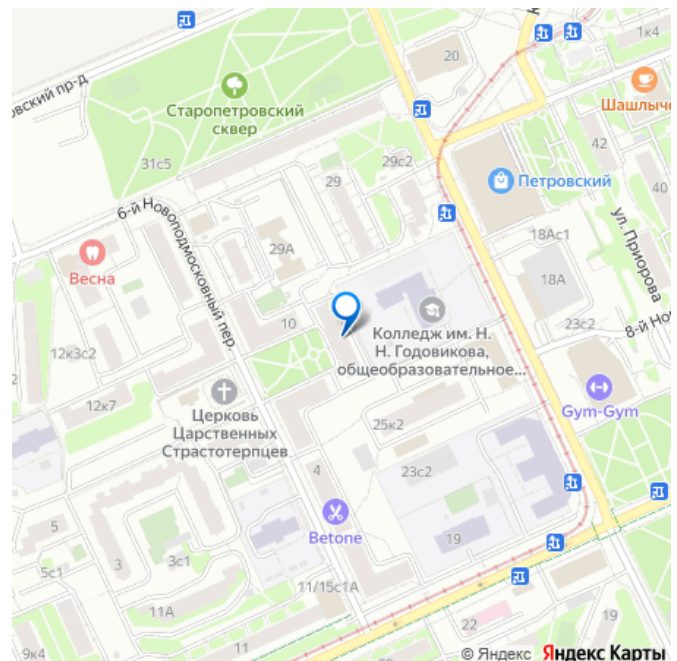 20
1к4
Шашлыче
вский пр-д
Старопетровский
сквер
42
31с5
29с2
29
Петровский
40
6-й Новоподмосковный пер.
ул. Приорова
18Ас1
29А
Весна
18А
23с2
8-й Но
10
Колледж им. Н.
Н. Годовикова,
общеобразовательное...
12к3с2
Gym-Gym
12к7
Церковь
Царственных
Страстотерпцев
25к2
4
23с2
Betone
5
19
3
3с1
5с1
11/15с1А
11А
22
19
11
9к4
© Яндекс Яндекс Карты